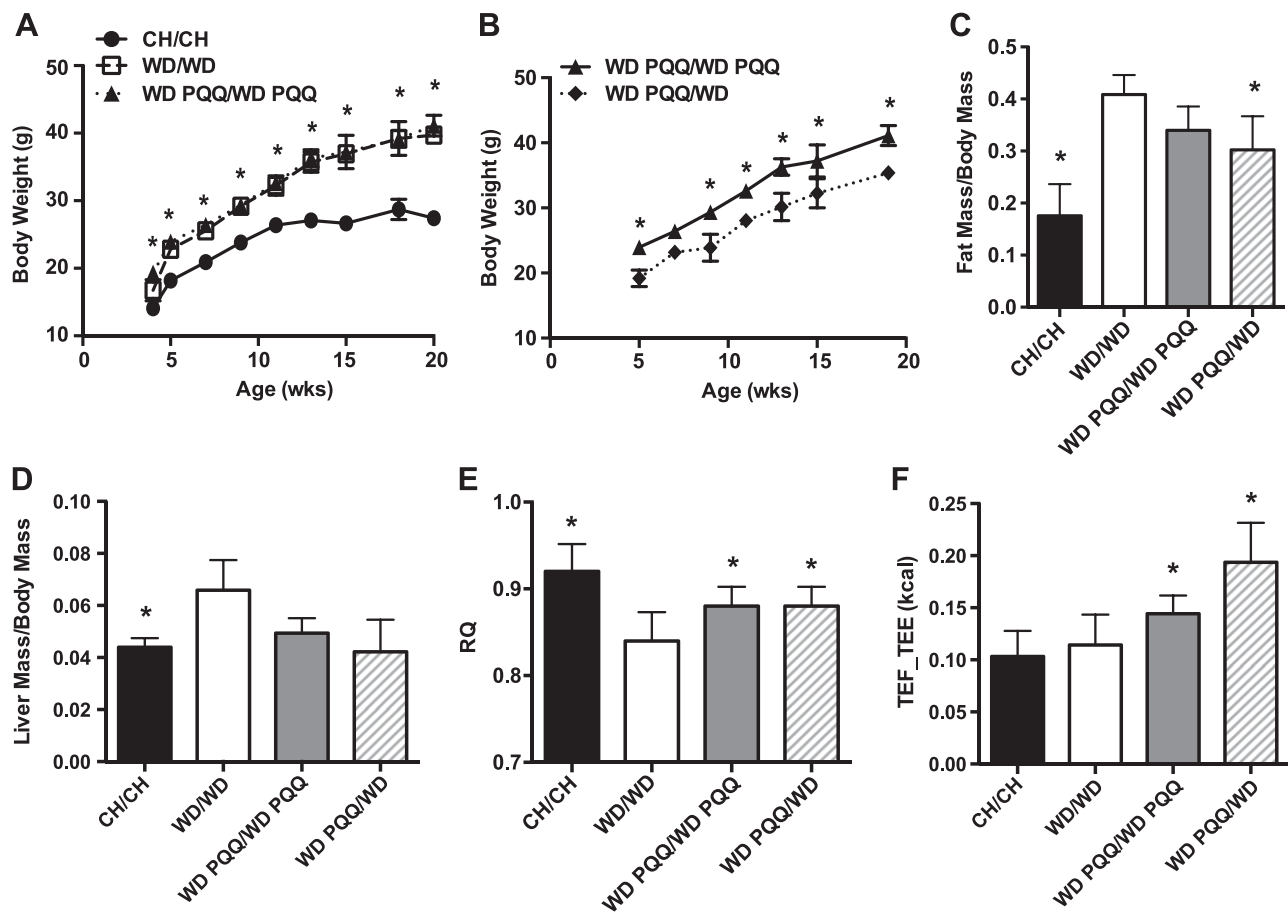 A
CH/CH
WD/WD
WD PQQ/WD PQQ
* * * * * * * * *
50
40
30
20
10
0 5 10 15 20
Body Weight (g)
Age (wks)
B
WD PQQ/WD PQQ
WD PQQ/WD
* * * * * *
50
40
30
20
10
0 5 10 15 20
Body Weight (g)
Age (wks)
C
0.5
0.4
0.3
0.2
0.1
0.0
Fat Mass/Body Mass
* *
CH/CH
WD/WD
WD PQQ/WD PQQ
WD PQQ/WD
D
0.10
0.08
0.06
0.04
0.02
0.00
Liver Mass/Body Mass
*
CH/CH
WD/WD
WD PQQ/WD PQQ
WD PQQ/WD
E
1.0
0.9
0.8
0.7
RQ
* * *
CH/CH
WD/WD
WD PQQ/WD PQQ
WD PQQ/WD
F
0.25
0.20
0.15
0.10
0.05
0.00
TEF_TEE (kcal)
* *
CH/CH
WD/WD
WD PQQ/WD PQQ
WD PQQ/WD